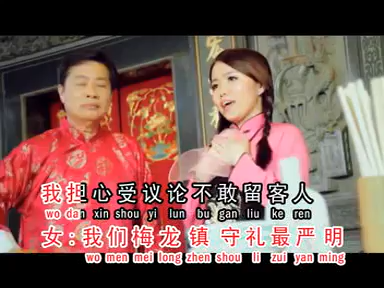 我担心受议论不敢留客人
wo dan xin shou yi lun bu gan liu ke ren
女:我们梅龙镇 守礼最严明
wo men mei long zhen shou li zui yan ming